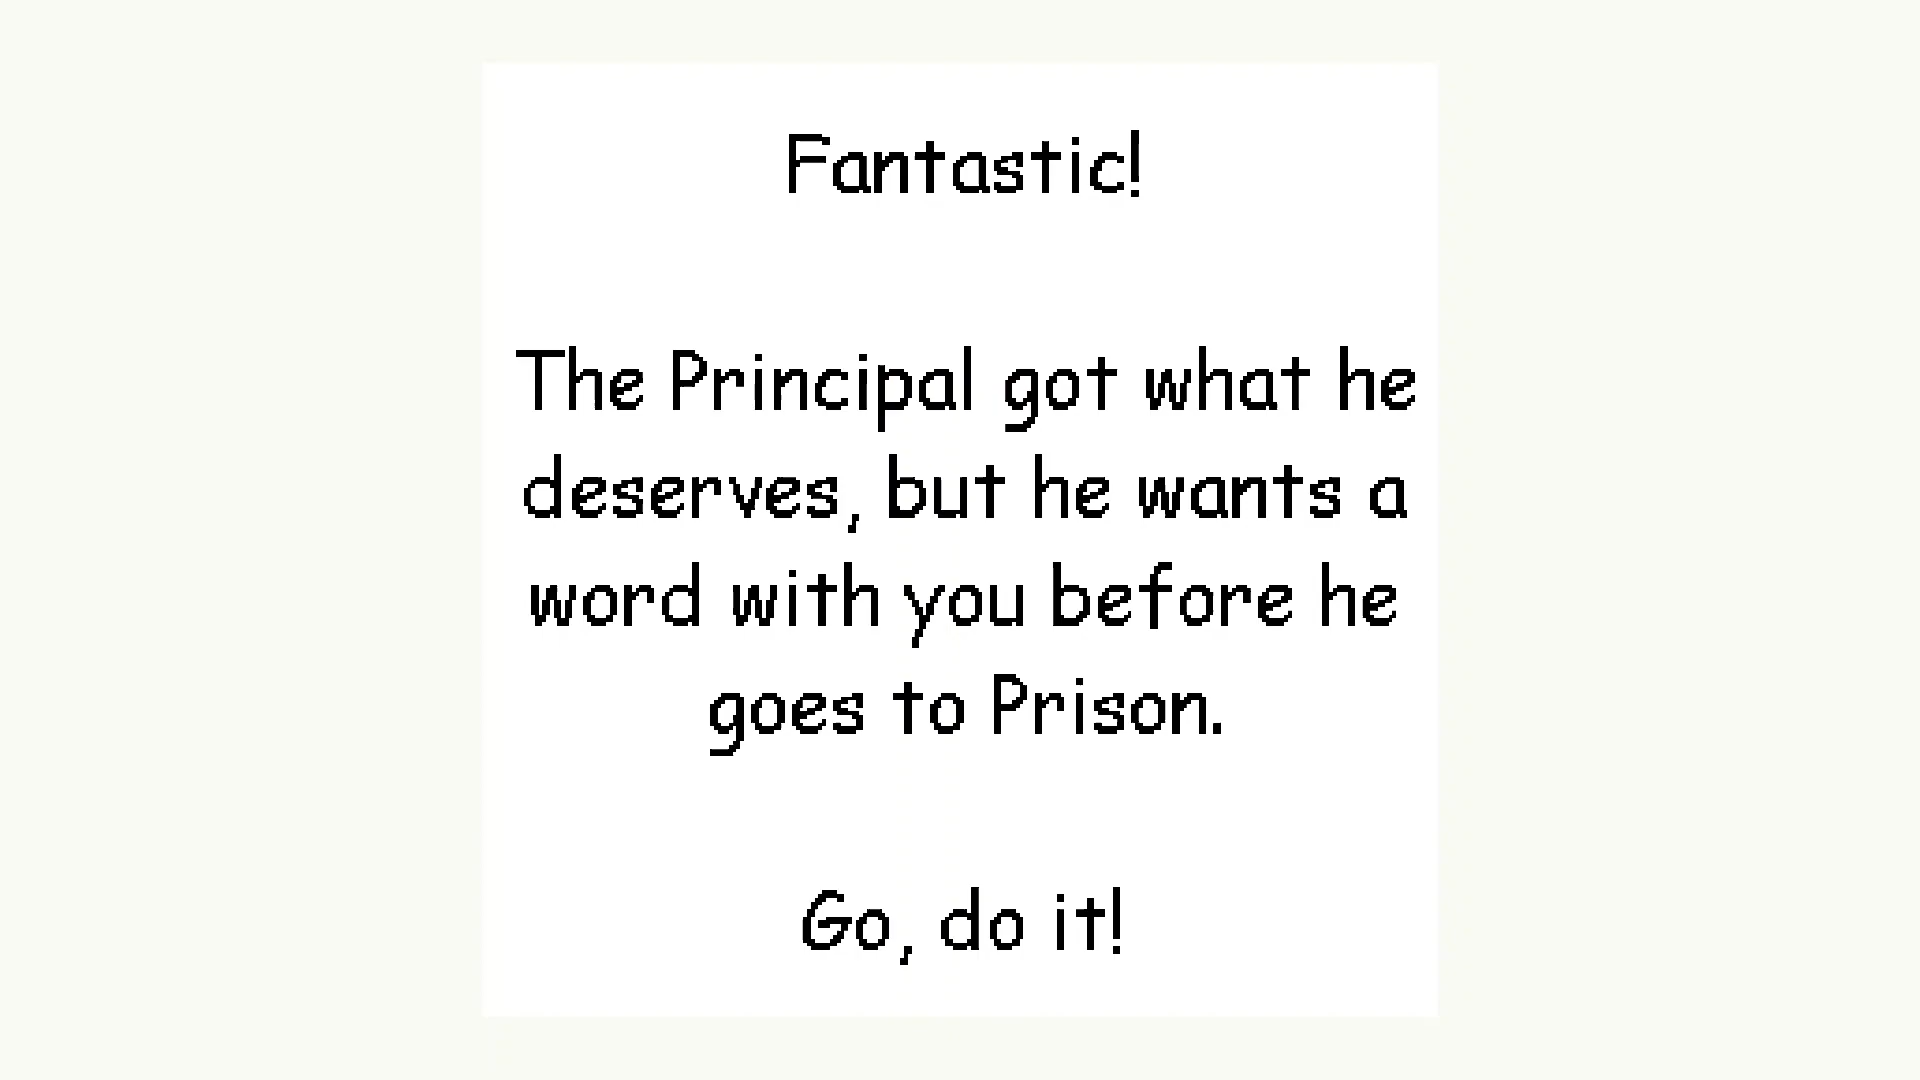 Fantastic!
The Principal got what he
deserves, but he wants a
word with you before he
goes to Prison.
Go, do it!